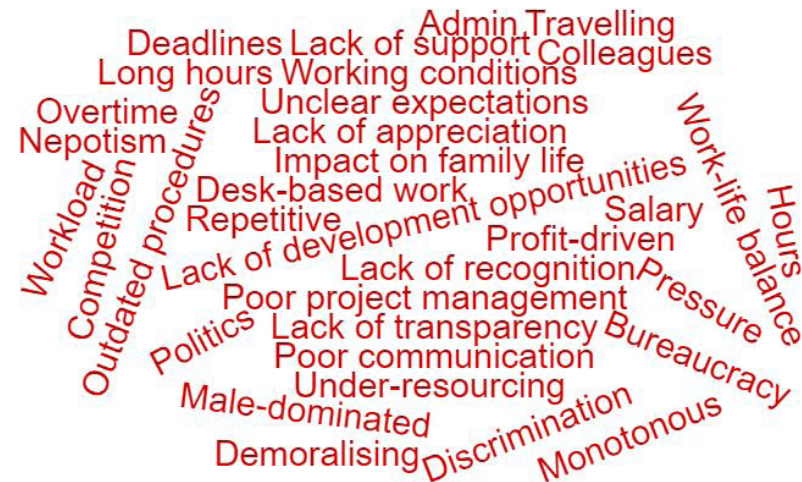 Admin Travelling
Deadlines Lack of support Colleagues
Long hours Working conditions
Overtime
Unclear expectations
Nepotism
Lack of appreciation
Impact on family life
Work-life balance
Hours
Desk-based work
Workload
Competition
Outdated procedures
Repetitive
Lack of development opportunities
Salary
Profit-driven
Lack of recognition
Pressure
Poor project management
Politics
Lack of transparency
Bureaucracy
Poor communication
Under-resourcing
Male-dominated
Demoralising
Discrimination
Monotonous